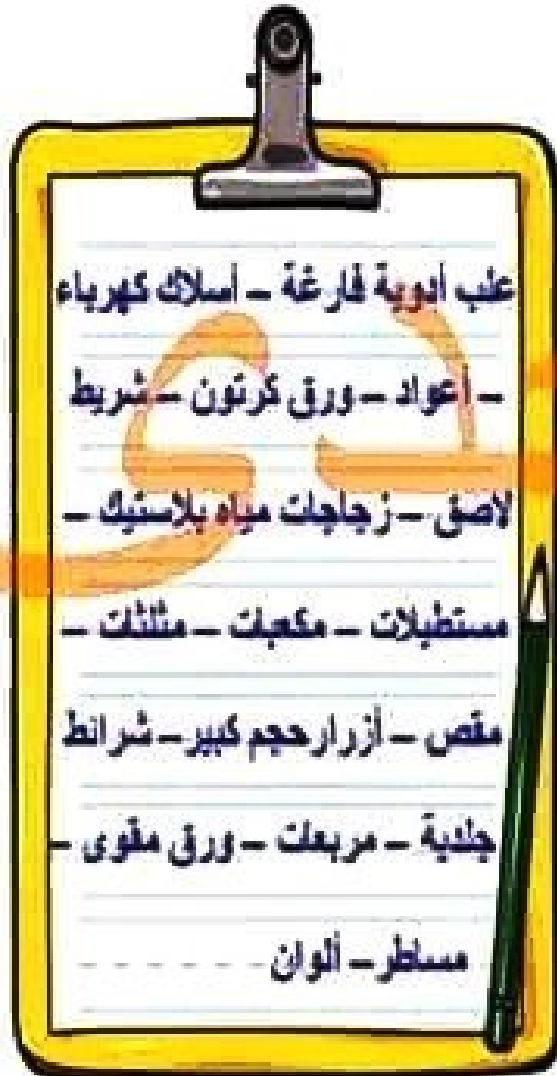 علب أدوية فارغة – أسلاك كهرباء
– أعواد – ورق كرتون – شريط
لاصق – زجاجات مياه بلاستيك –
مستطيلات – مكعبات – مثلثات –
مقص – أزرار حجم كبير – شرائط
جلدية – مربعات – ورق مقوى –
مساطر – ألوان - - - - - -